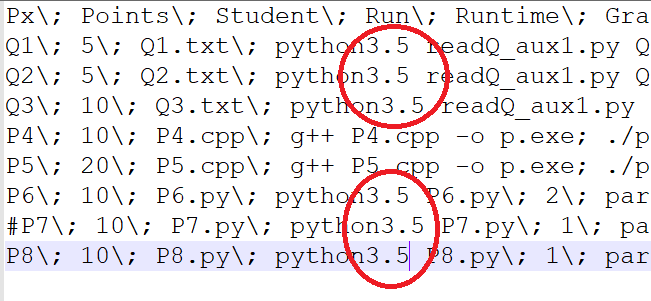 Px\; Points\; Student\; Run\; Runtime\; Gra
Q1\; 5\; Q1.txt\; python3.5 readQ_aux1.py Q
Q2\; 5\; Q2.txt\; python3.5 readQ_aux1.py Q
Q3\; 10\; Q3.txt\; python3.5 readQ_aux1.py
P4\; 10\; P4.cpp\; g++ P4.cpp -o p.exe; ./p
P5\; 20\; P5.cpp\; g++ P5.cpp -o p.exe; ./p
P6\; 10\; P6.py\; python3.5 P6.py\; 2\; par
#P7\; 10\; P7.py\; python3.5 P7.py\; 1\; pa
P8\; 10\; P8.py\; python3.5 P8.py\; 1\; par